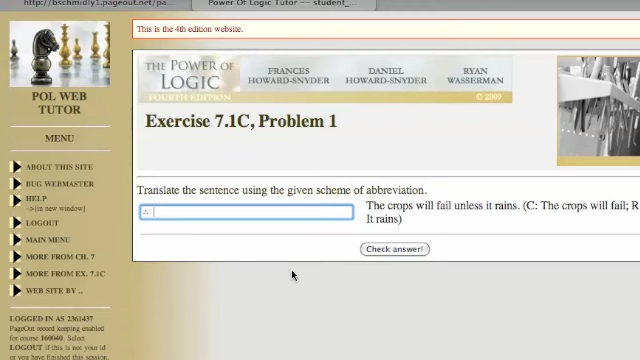 http://bschmidly1.pageout.net/pa...
Power Of Logic Tutor -- student_...
This is the 4th edition website.
THE POWER OF
LOGIC
FOURTH EDITION
FRANCES
HOWARD-SNYDER
DANIEL
HOWARD-SNYDER
RYAN
WASSERMAN
© 2009
POL WEB
TUTOR
MENU
ABOUT THIS SITE
BUG WEBMASTER
HELP
->[in new window]
LOGOUT
MAIN MENU
MORE FROM CH. 7
MORE FROM EX. 7.1C
WEB SITE BY ..
LOGGED IN AS 2361437
PageOut record keeping enabled
for course 160040. Select
LOGOUT if this is not your id
or you have finished this session.
Exercise 7.1C, Problem 1
Translate the sentence using the given scheme of abbreviation.
∴
The crops will fail unless it rains. (C: The crops will fail; R
It rains)
Check answer!